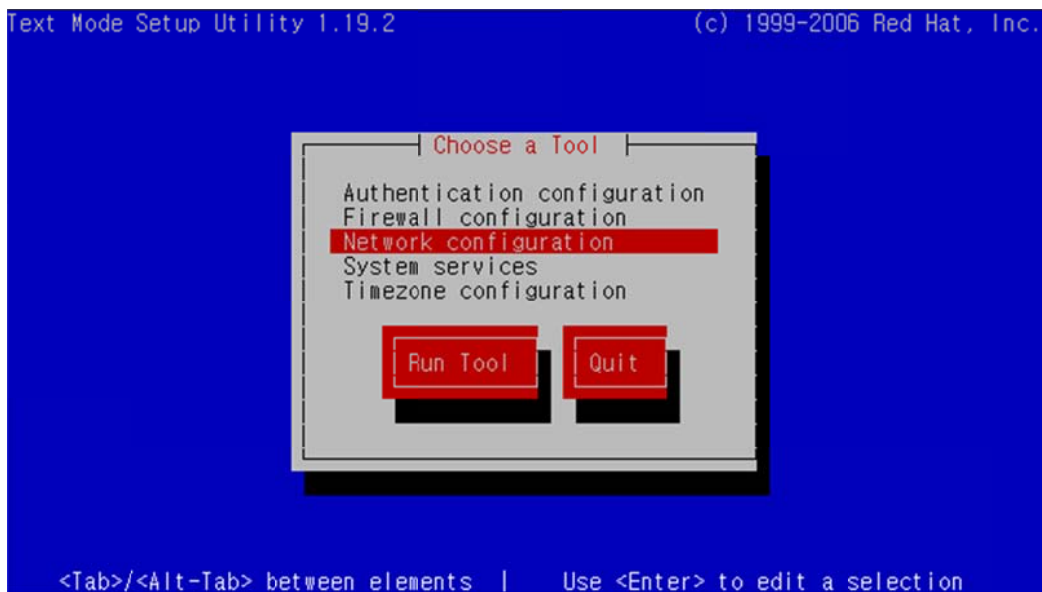 Text Mode Setup Utility 1.19.2 (c) 1999-2006 Red Hat, Inc.
Choose a Tool
Authentication configuration
Firewall configuration
Network configuration
System services
Timezone configuration
Run Tool Quit
<Tab>/<Alt-Tab> between elements | Use <Enter> to edit a selection